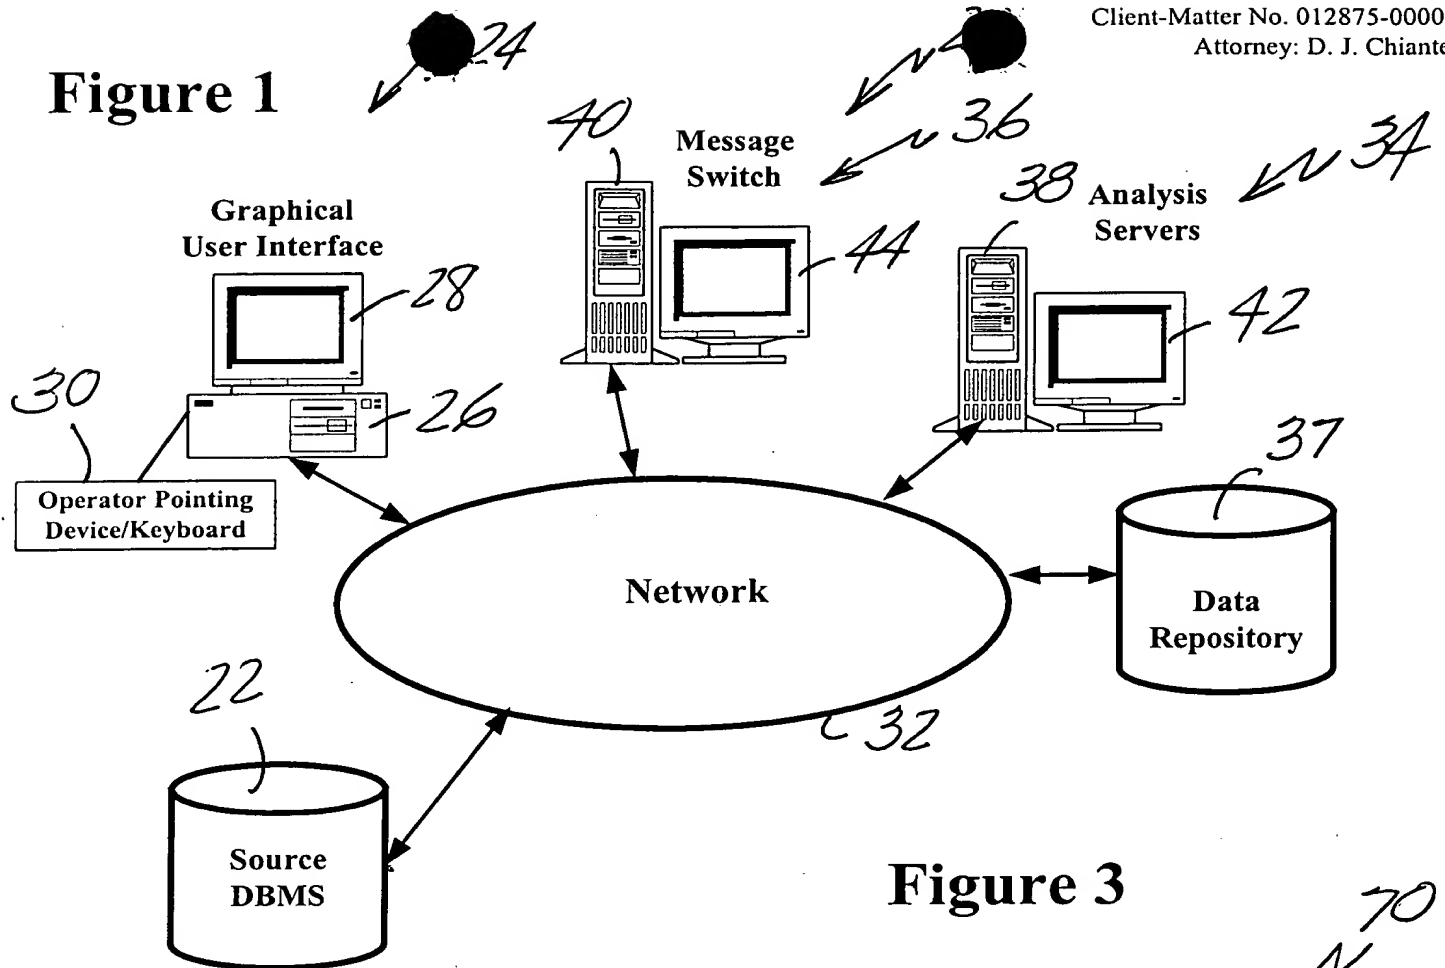 Client-Matter No. 012875-0000
Attorney: D. J. Chiante
Figure 1
24
40
Message
Switch
36
34
38
Analysis
Servers
Graphical
User Interface
28
44
42
30
26
37
Operator Pointing
Device/Keyboard
Network
Data
Repository
22
32
Source
DBMS
Figure 3
70